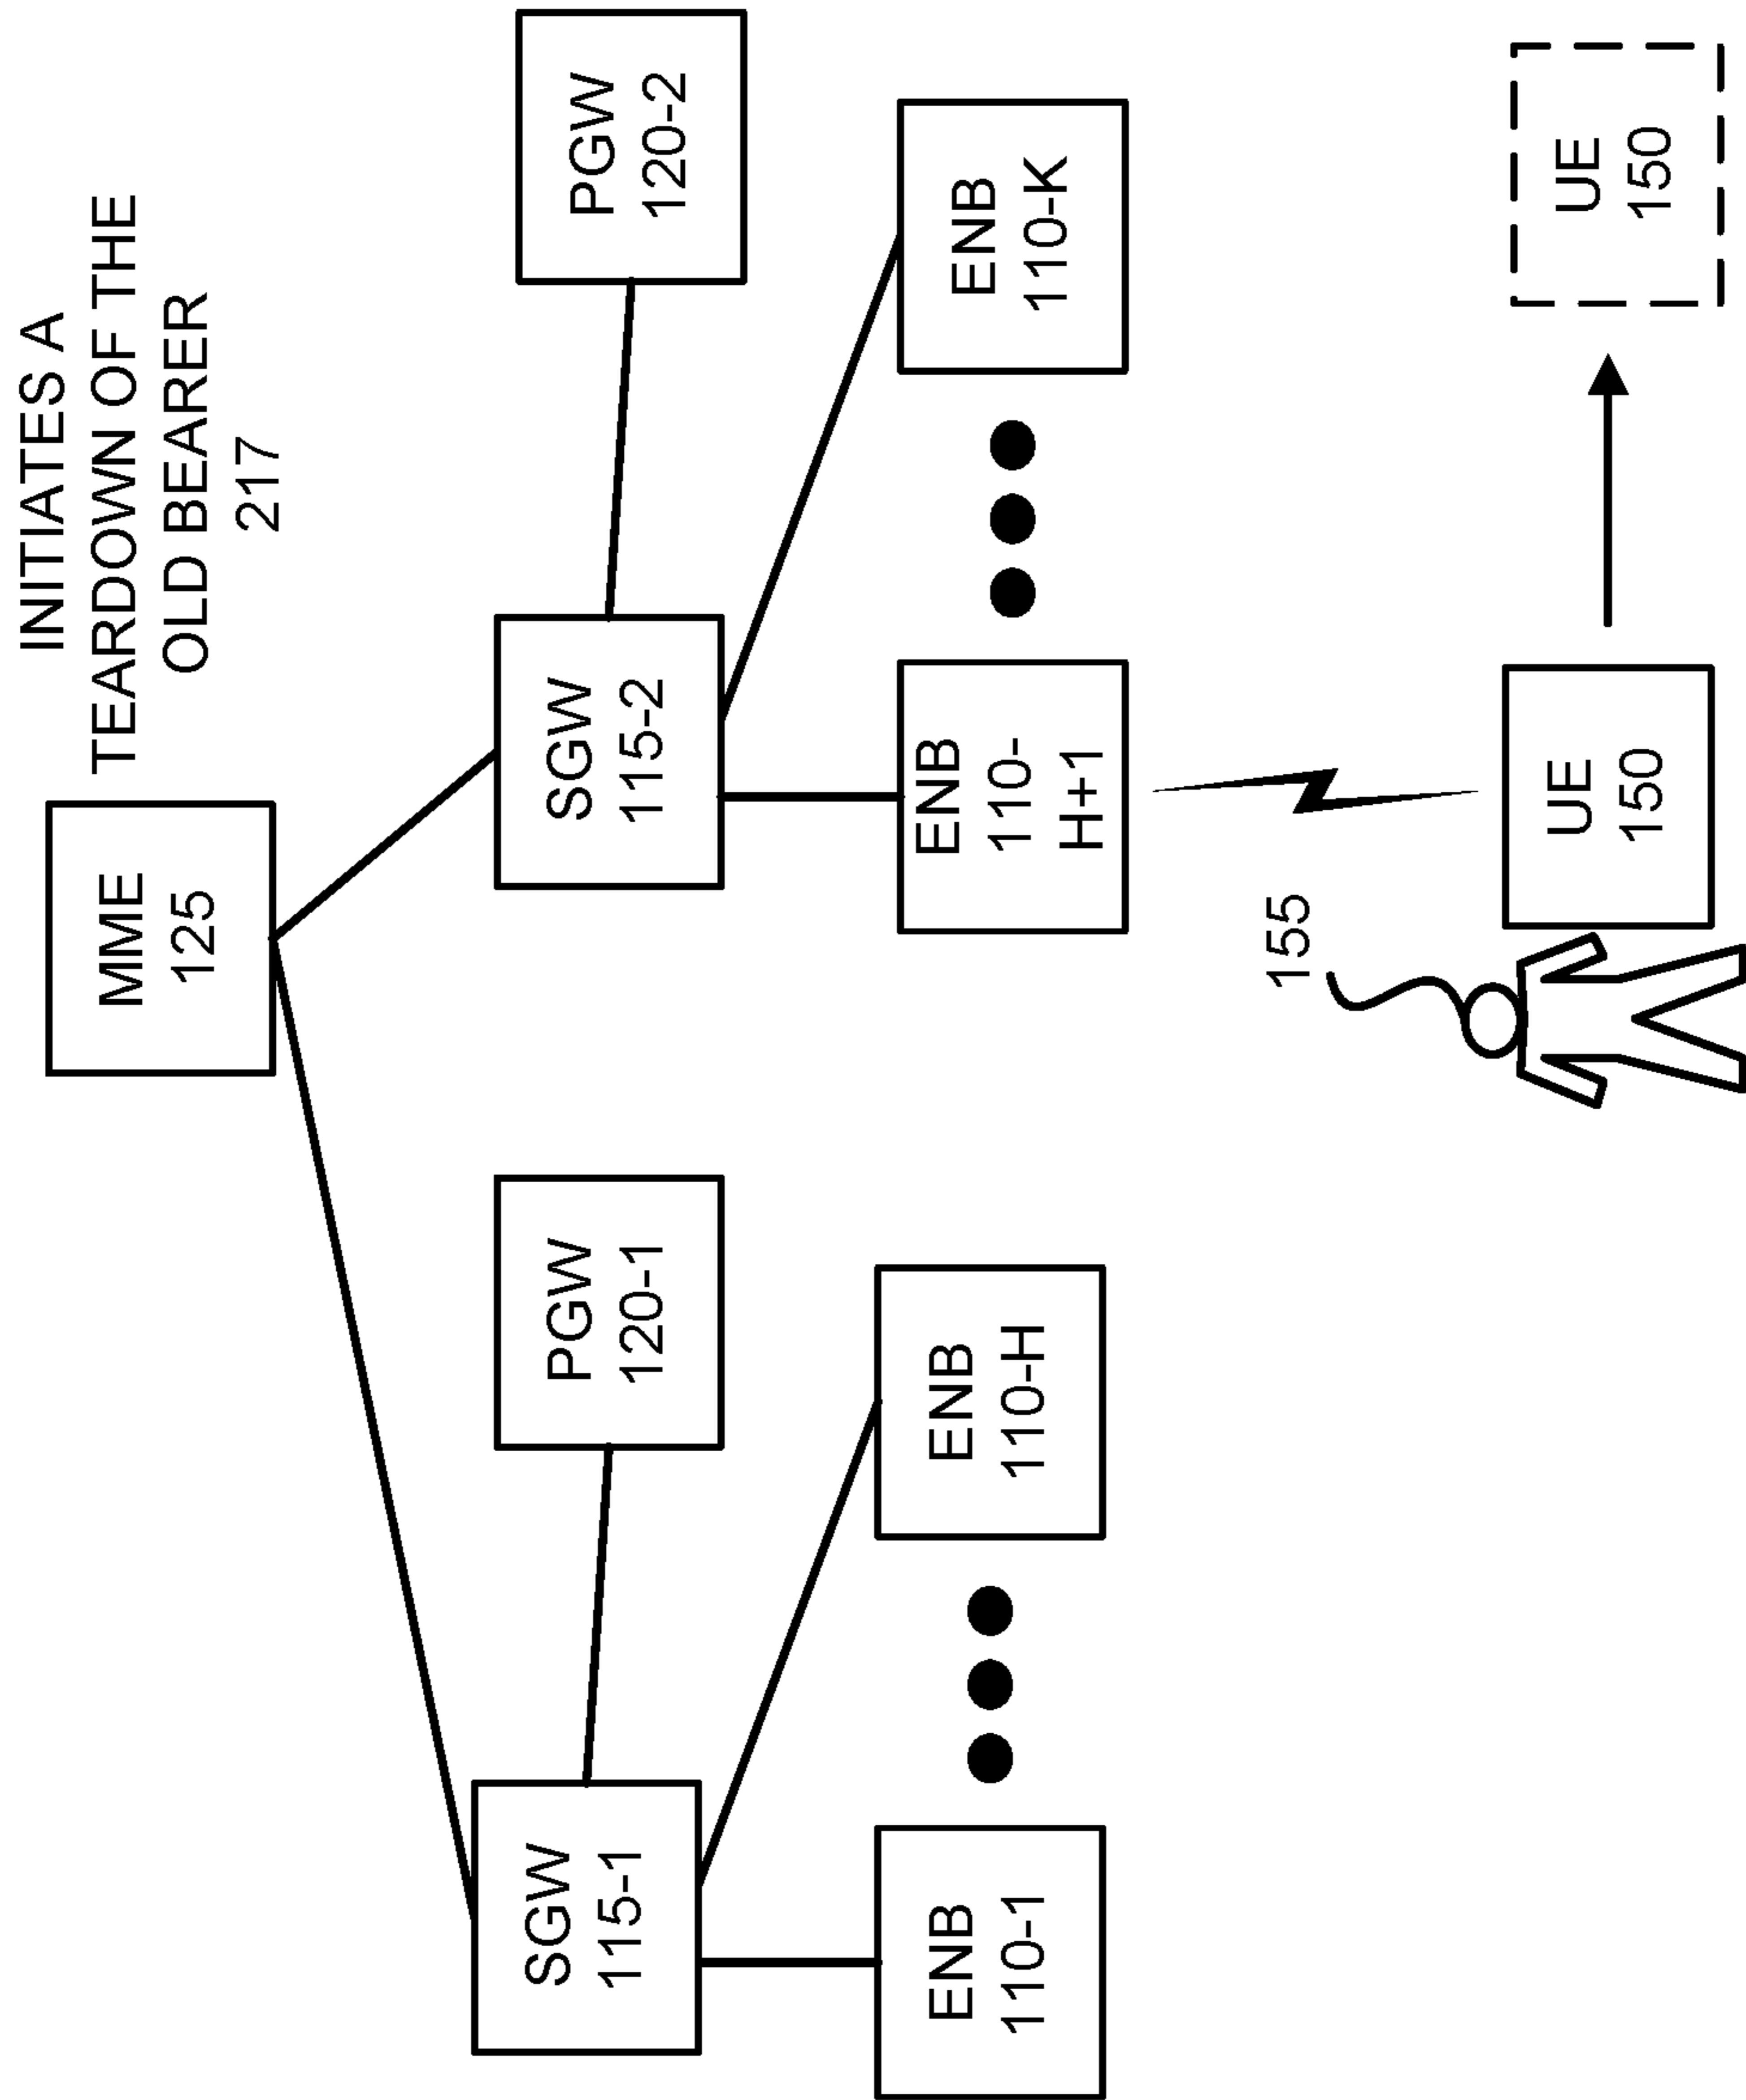 INITIATES A
TEARDOWN OF THE
OLD BEARER
217
MME
125
SGW
115-1
PGW
120-1
SGW
115-2
PGW
120-2
ENB
110-1
ENB
110-H
ENB
110-
H+1
ENB
110-K
155
UE
150
UE
150